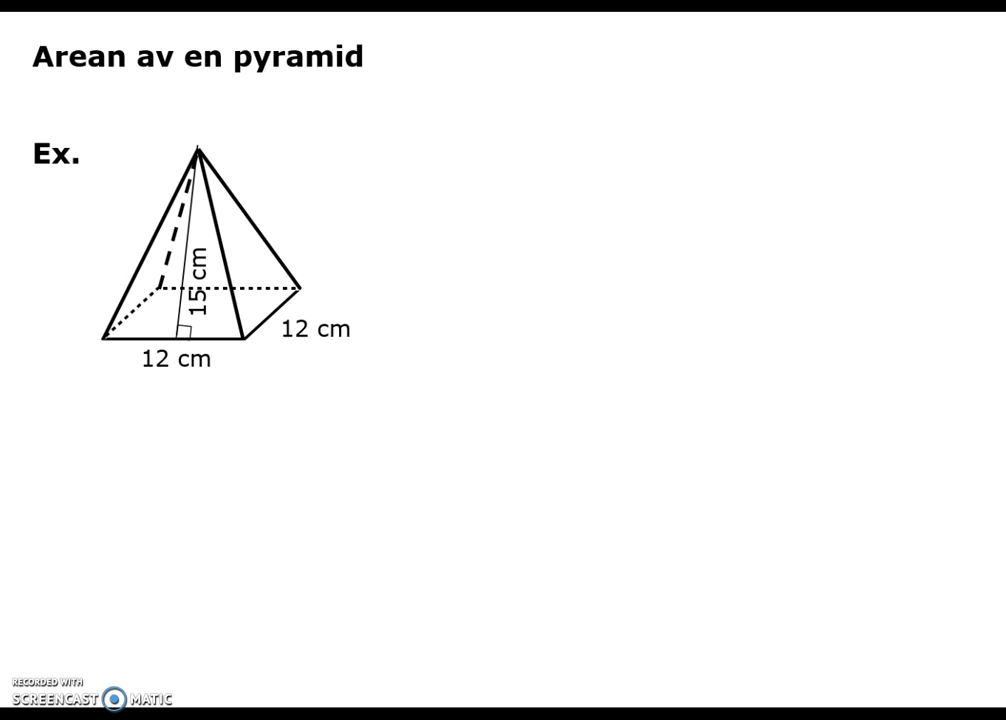 Arean av en pyramid
Ex.
15 cm
12 cm
12 cm
RECORDED WITH
SCREENCAST MATIC